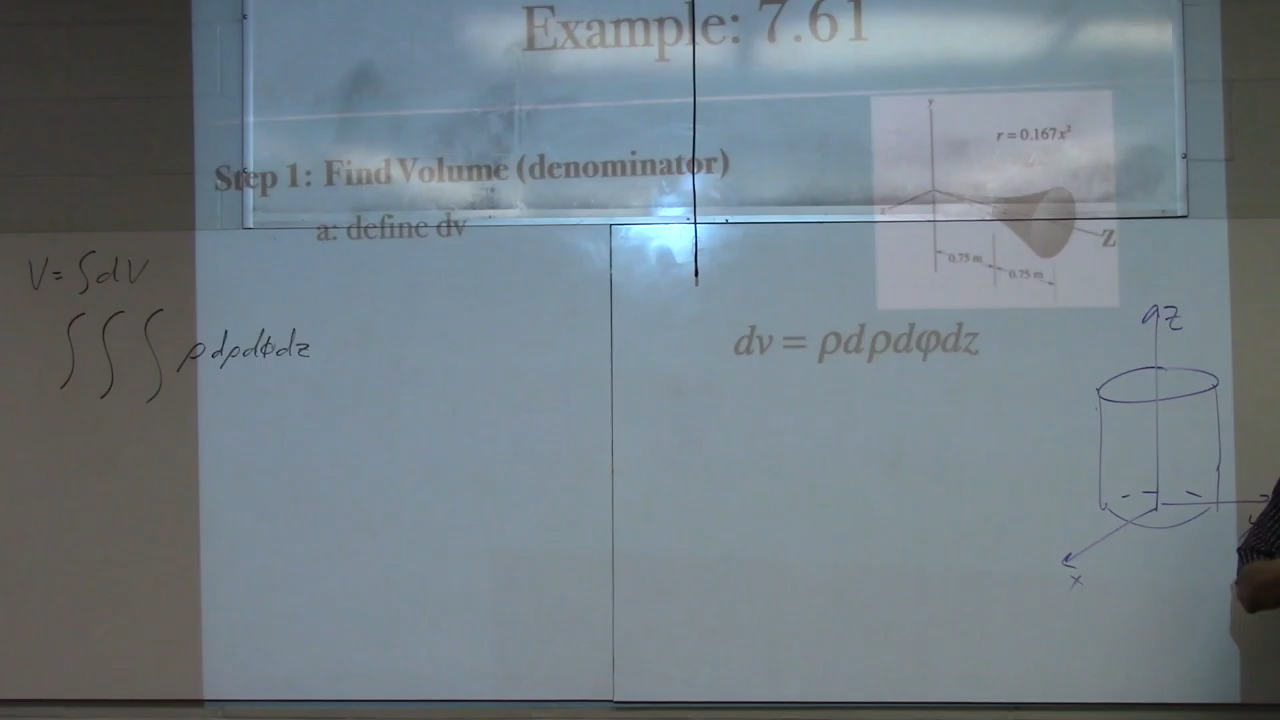 Example: 7.61
Step 1: Find Volume (denominator)
a: define dv
y
r = 0.167x²
Z
0.75 m
0.75 m
V = ∫dV
∫∫∫ ρdρdϕdz
dv = ρdρdφdz
z
x